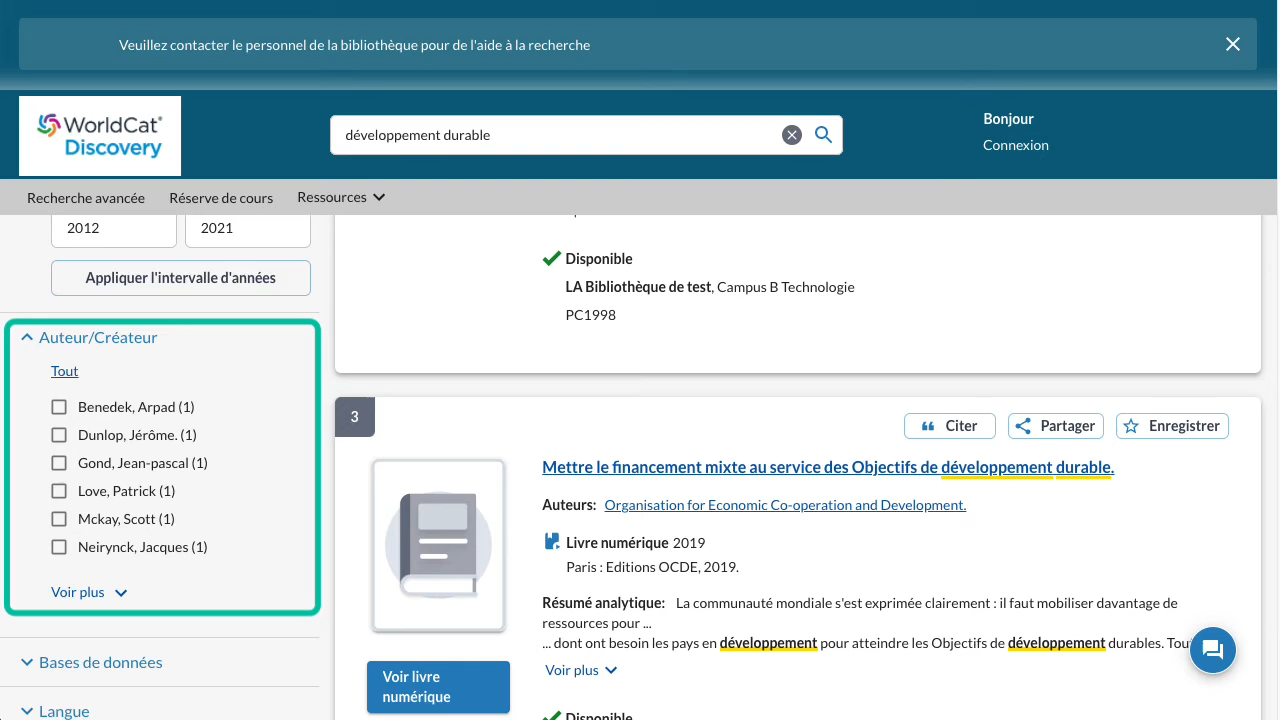 Veuillez contacter le personnel de la bibliothèque pour de l'aide à la recherche
WorldCat® Discovery
développement durable
Bonjour
Connexion
Recherche avancée
Réserve de cours
Ressources
2012
2021
Appliquer l'intervalle d'années
Auteur/Créateur
Tout
Benedek, Arpad (1)
Dunlop, Jérôme. (1)
Gond, Jean-pascal (1)
Love, Patrick (1)
Mckay, Scott (1)
Neirynck, Jacques (1)
Voir plus
Bases de données
Langue
Disponible
LA Bibliothèque de test, Campus B Technologie
PC1998
3
Citer
Partager
Enregistrer
Mettre le financement mixte au service des Objectifs de développement durable.
Auteurs: Organisation for Economic Co-operation and Development.
Livre numérique 2019
Paris : Editions OCDE, 2019.
Résumé analytique: La communauté mondiale s'est exprimée clairement : il faut mobiliser davantage de
ressources pour ...
... dont ont besoin les pays en développement pour atteindre les Objectifs de développement durables. Tou
Voir plus
Voir livre
numérique
Disponible